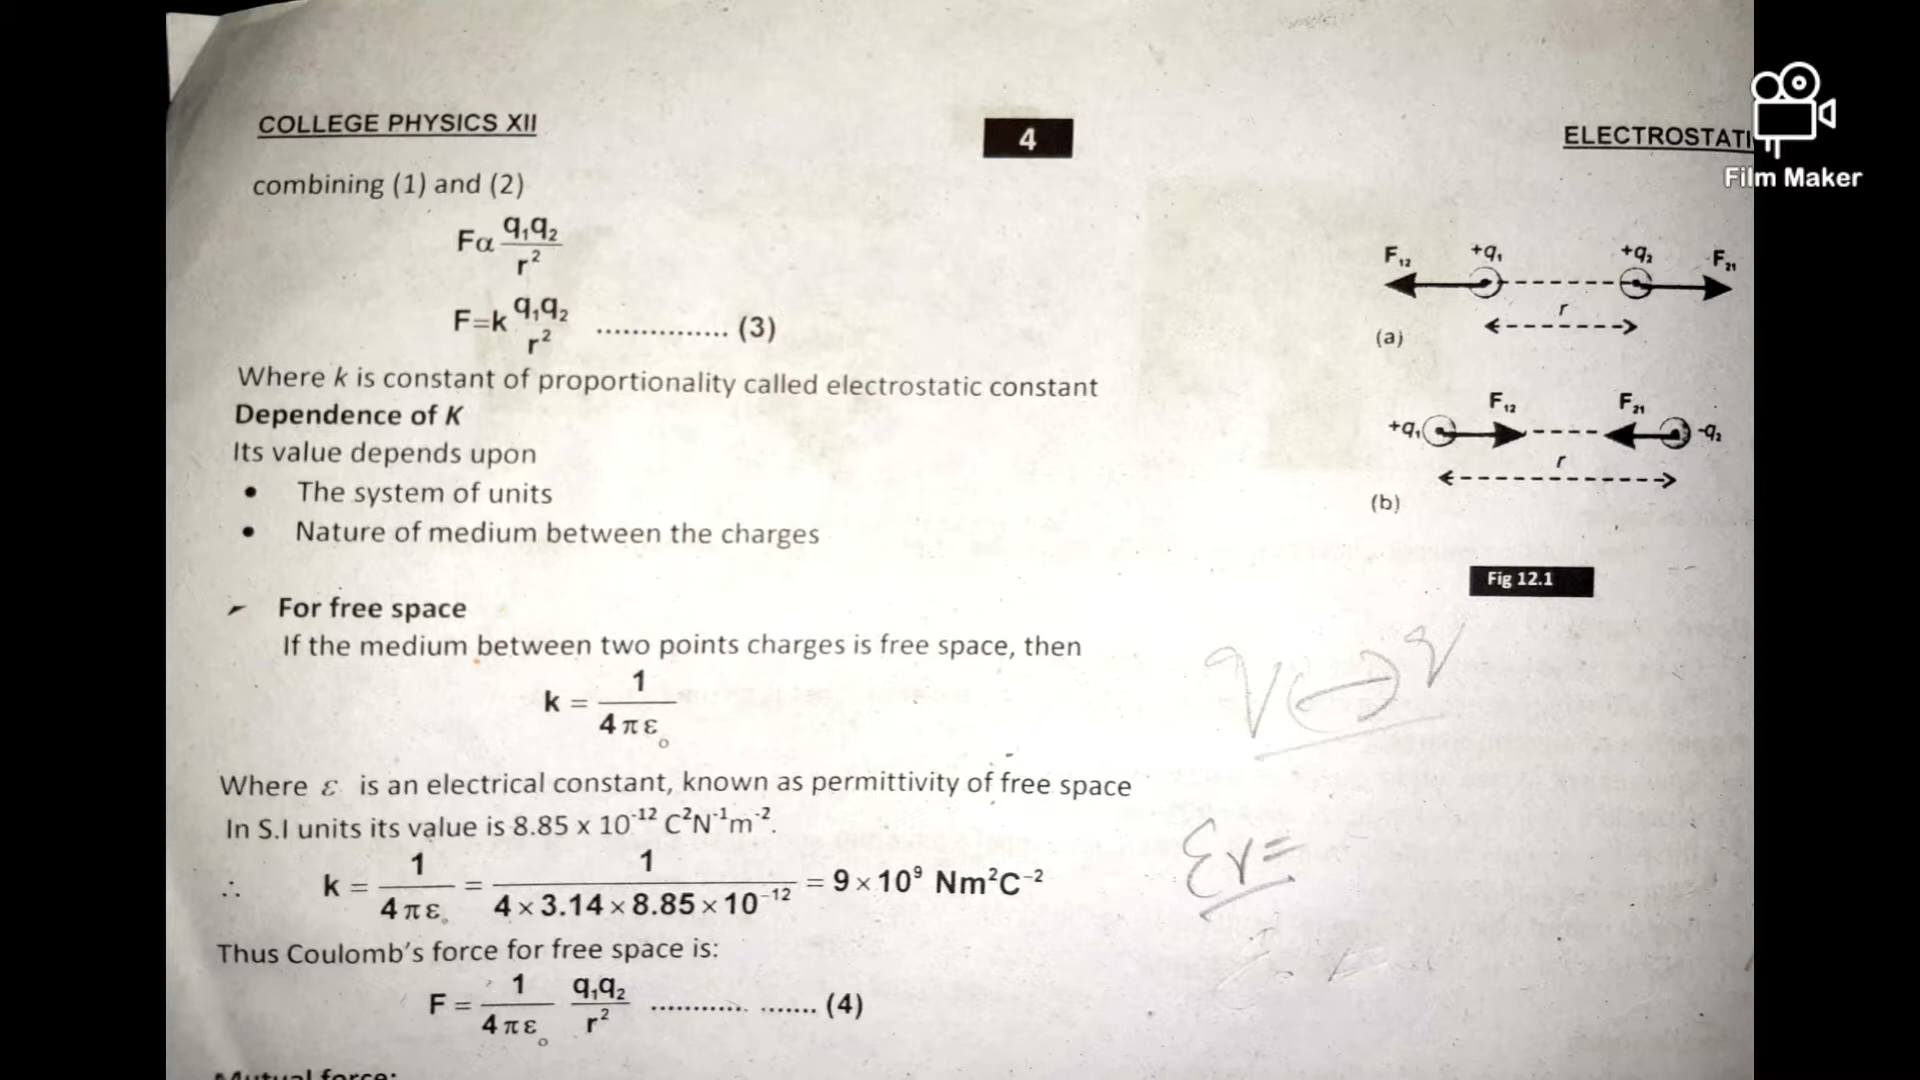 COLLEGE PHYSICS XII
4
ELECTROSTATI
Film Maker
combining (1) and (2)
Fα q₁q₂ / r²
F=k q₁q₂ / r² ............... (3)
Where k is constant of proportionality called electrostatic constant
Dependence of K
Its value depends upon
• The system of units
• Nature of medium between the charges
F₁₂ +q₁ +q₂ F₂₁
r
(a)
F₁₂ F₂₁
+q₁ -q₂
r
(b)
Fig 12.1
➢ For free space
If the medium between two points charges is free space, then
k = 1 / 4πε₀
Where ε is an electrical constant, known as permittivity of free space
In S.I units its value is 8.85 x 10⁻¹² C²N⁻¹m⁻².
∴ k = 1 / 4πε₀ = 1 / 4×3.14×8.85×10⁻¹² = 9×10⁹ Nm²C⁻²
εr=
Thus Coulomb's force for free space is:
F = 1 / 4πε₀ q₁q₂ / r² ............ ....... (4)
Mutual force: